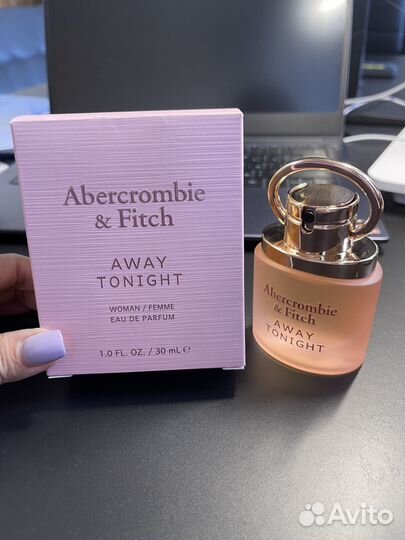 Abercrombie
& Fitch
AWAY
TONIGHT
WOMAN / FEMME
EAU DE PARFUM
1.0 FL. OZ. / 30 mL e
Abercrombie
& Fitch
AWAY
TONIGHT
Avito